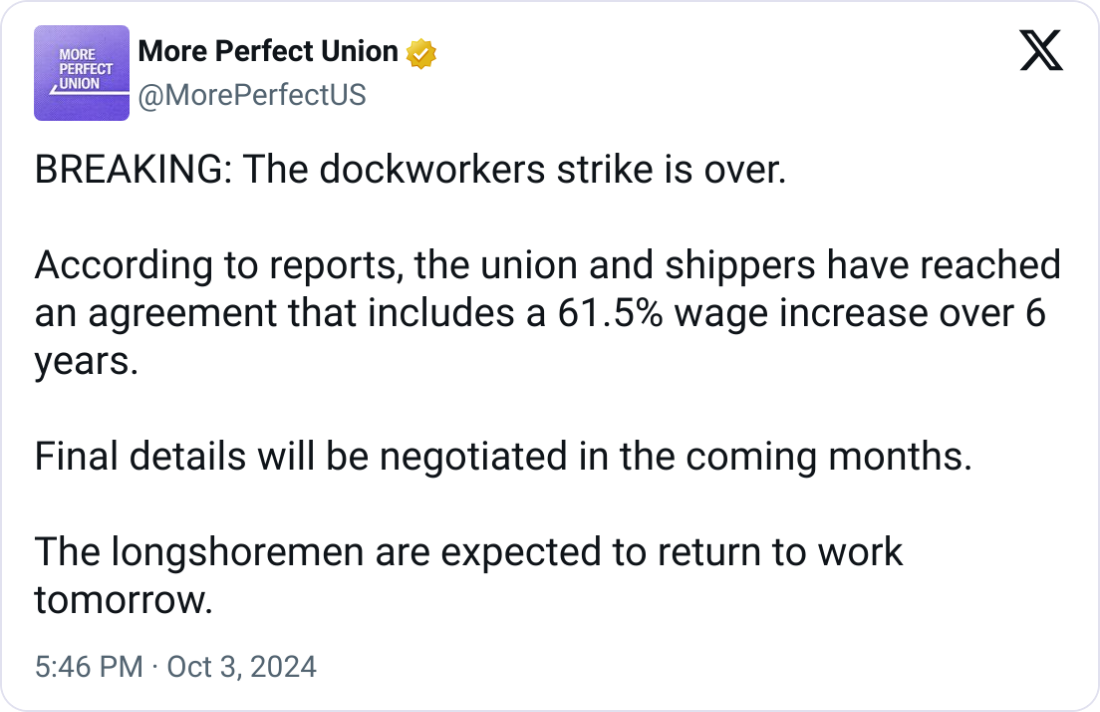 MORE
PERFECT
UNION
More Perfect Union
@MorePerfectUS
BREAKING: The dockworkers strike is over.
According to reports, the union and shippers have reached
an agreement that includes a 61.5% wage increase over 6
years.
Final details will be negotiated in the coming months.
The longshoremen are expected to return to work
tomorrow.
5:46 PM · Oct 3, 2024